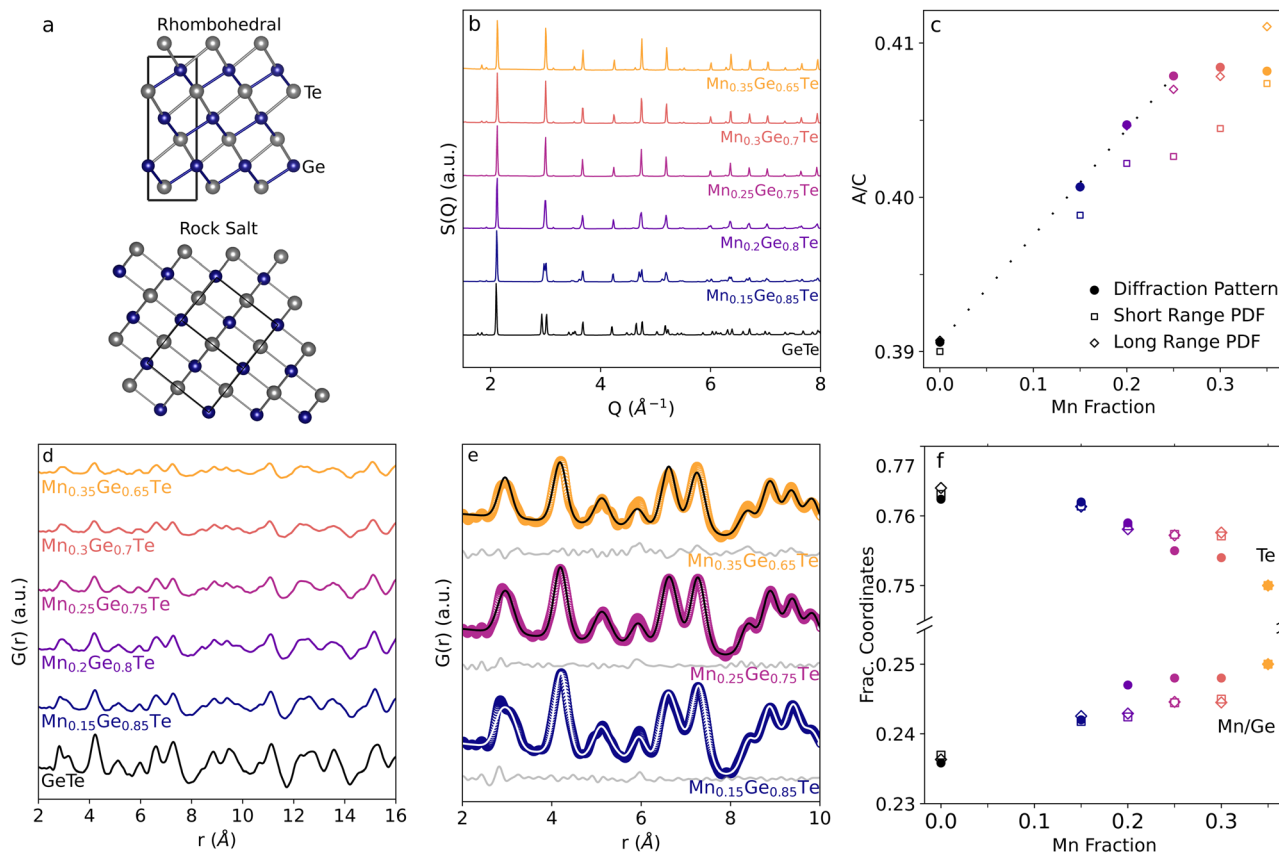 a
Rhombohedral
Te
Ge
Rock Salt
b
S(Q) (a.u.)
Mn0.35Ge0.65Te
Mn0.3Ge0.7Te
Mn0.25Ge0.75Te
Mn0.2Ge0.8Te
Mn0.15Ge0.85Te
GeTe
2 4 6 8
Q (Å−1)
c
A/C
0.41
0.40
0.39
Diffraction Pattern
Short Range PDF
Long Range PDF
0.0 0.1 0.2 0.3
Mn Fraction
d
G(r) (a.u.)
Mn0.35Ge0.65Te
Mn0.3Ge0.7Te
Mn0.25Ge0.75Te
Mn0.2Ge0.8Te
Mn0.15Ge0.85Te
GeTe
2 4 6 8 10 12 14 16
r (Å)
e
G(r) (a.u.)
Mn0.35Ge0.65Te
Mn0.25Ge0.75Te
Mn0.15Ge0.85Te
2 4 6 8 10
r (Å)
f
Frac. Coordinates
0.77
0.76
0.75
Te
0.25
0.24
0.23
Mn/Ge
0.0 0.1 0.2 0.3
Mn Fraction